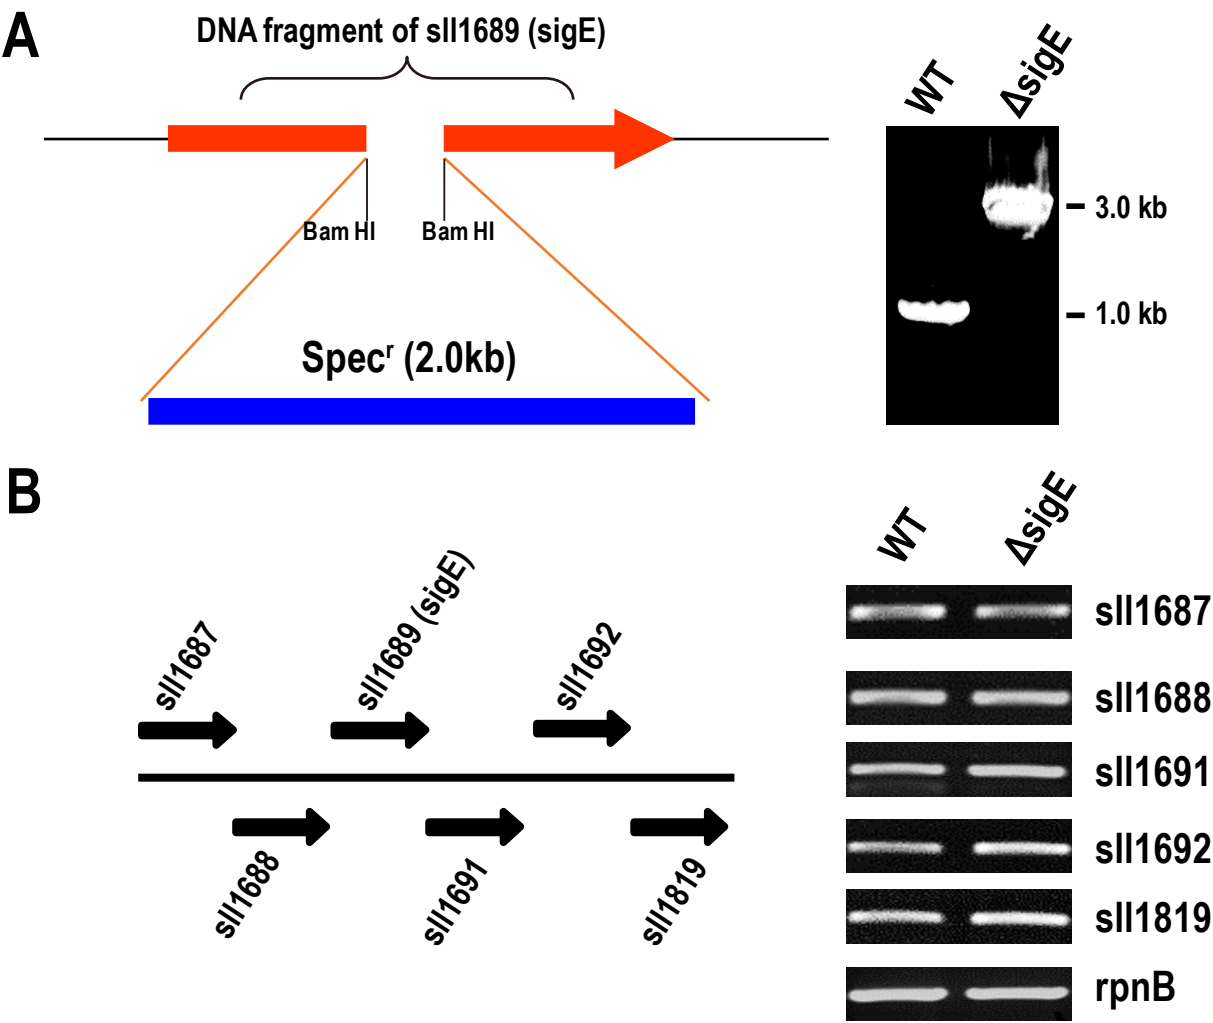 A
DNA fragment of sll1689 (sigE)
WT
ΔsigE
Bam HI
Bam HI
3.0 kb
1.0 kb
Specʳ (2.0kb)
B
WT
ΔsigE
sll1687
sll1689 (sigE)
sll1692
sll1688
sll1691
sll1819
sll1687
sll1688
sll1691
sll1692
sll1819
rpnB